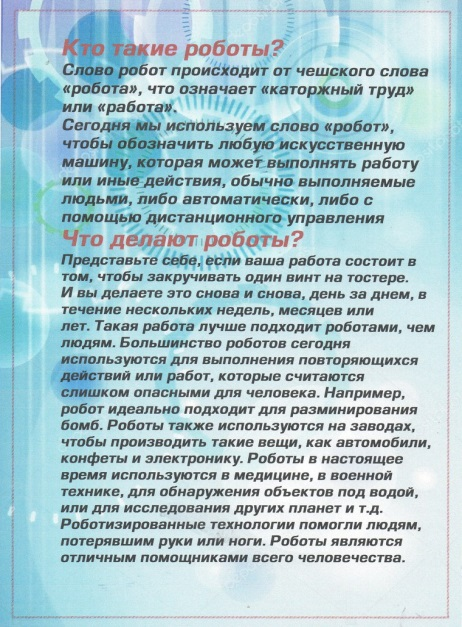 Кто такие роботы?
Слово робот происходит от чешского слова
«робота», что означает «каторжный труд»
или «работа».
Сегодня мы используем слово «робот»,
чтобы обозначить любую искусственную
машину, которая может выполнять работу
или иные действия, обычно выполняемые
людьми, либо автоматически, либо с
помощью дистанционного управления
Что делают роботы?
Представьте себе, если ваша работа состоит в
том, чтобы закручивать один винт на тостере.
И вы делаете это снова и снова, день за днем, в
течение нескольких недель, месяцев или
лет. Такая работа лучше подходит роботами, чем
людям. Большинство роботов сегодня
используются для выполнения повторяющихся
действий или работ, которые считаются
слишком опасными для человека. Например,
робот идеально подходит для разминирования
бомб. Роботы также используются на заводах,
чтобы производить такие вещи, как автомобили,
конфеты и электронику. Роботы в настоящее
время используются в медицине, в военной
технике, для обнаружения объектов под водой,
или для исследования других планет и т.д.
Роботизированные технологии помогли людям,
потерявшим руки или ноги. Роботы являются
отличным помощниками всего человечества.